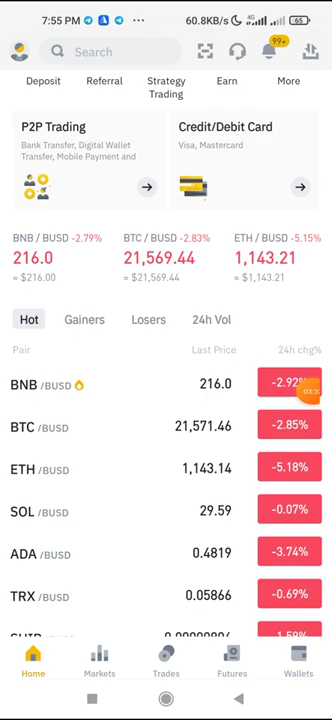 7:55 PM
60.8KB/s 4G 65
99+
Search
Deposit Referral Strategy Trading Earn More
P2P Trading
Bank Transfer, Digital Wallet
Transfer, Mobile Payment and
Credit/Debit Card
Visa, Mastercard
BNB / BUSD -2.79% BTC / BUSD -2.83% ETH / BUSD -5.15%
216.0 21,569.44 1,143.21
≈ $216.00 ≈ $21,569.44 ≈ $1,143.21
Hot Gainers Losers 24h Vol
Pair Last Price 24h chg%
BNB /BUSD 216.0 -2.92%
BTC /BUSD 21,571.46 -2.85%
ETH /BUSD 1,143.14 -5.18%
SOL /BUSD 29.59 -0.07%
ADA /BUSD 0.4819 -3.74%
TRX /BUSD 0.05866 -0.69%
Home Markets Trades Futures Wallets